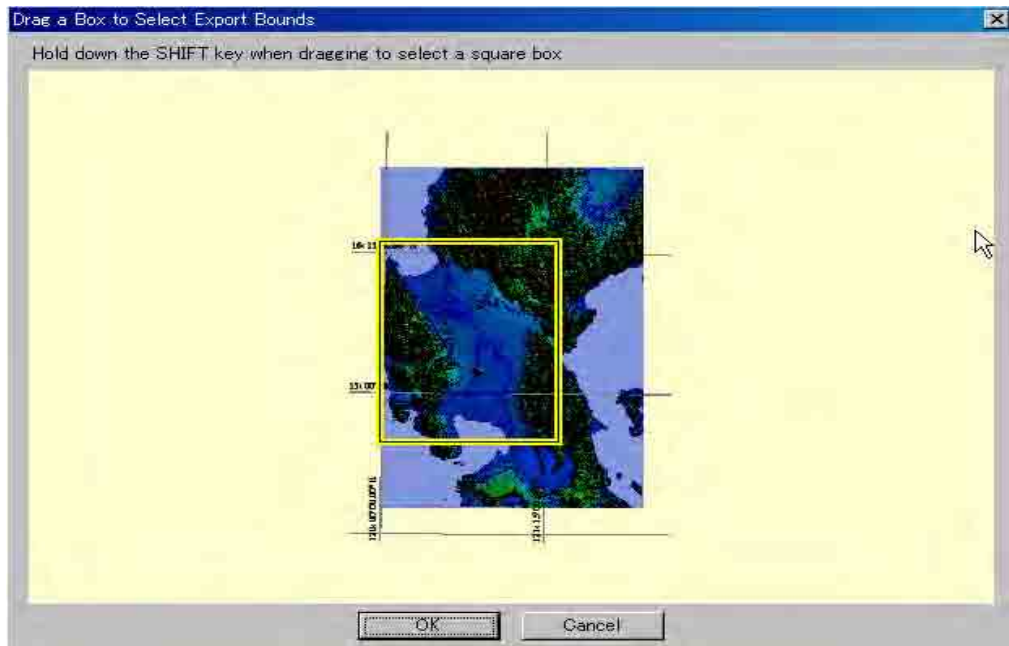 Drag a Box to Select Export Bounds
Hold down the SHIFT key when dragging to select a square box
OK
Cancel